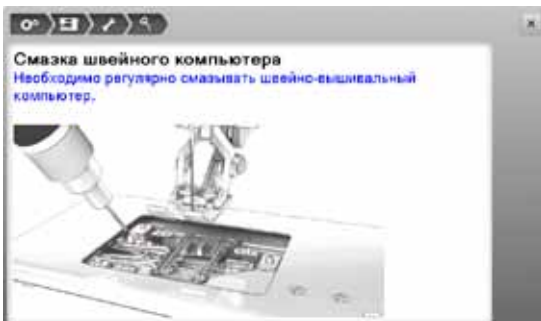 Смазка швейного компьютера
Необходимо регулярно смазывать швейно-вышивальный
компьютер.